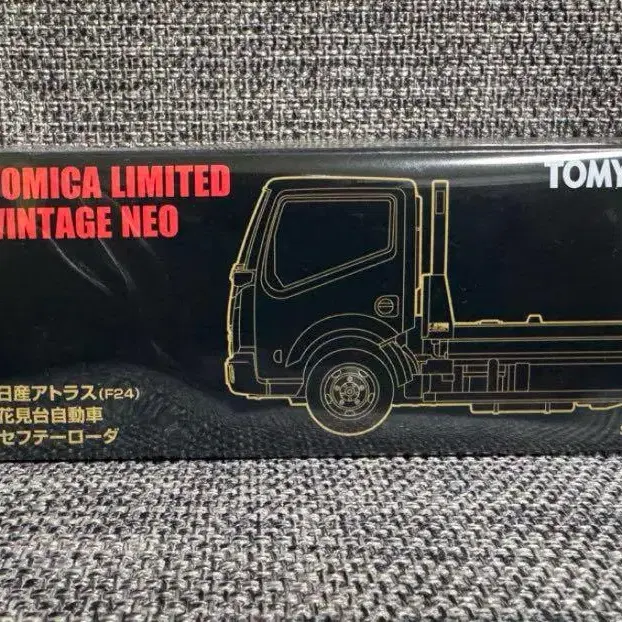 OMICA LIMITED
VINTAGE NEO
TOMY
日産アトラス(F24)
花見台自動車
セフテーローダ